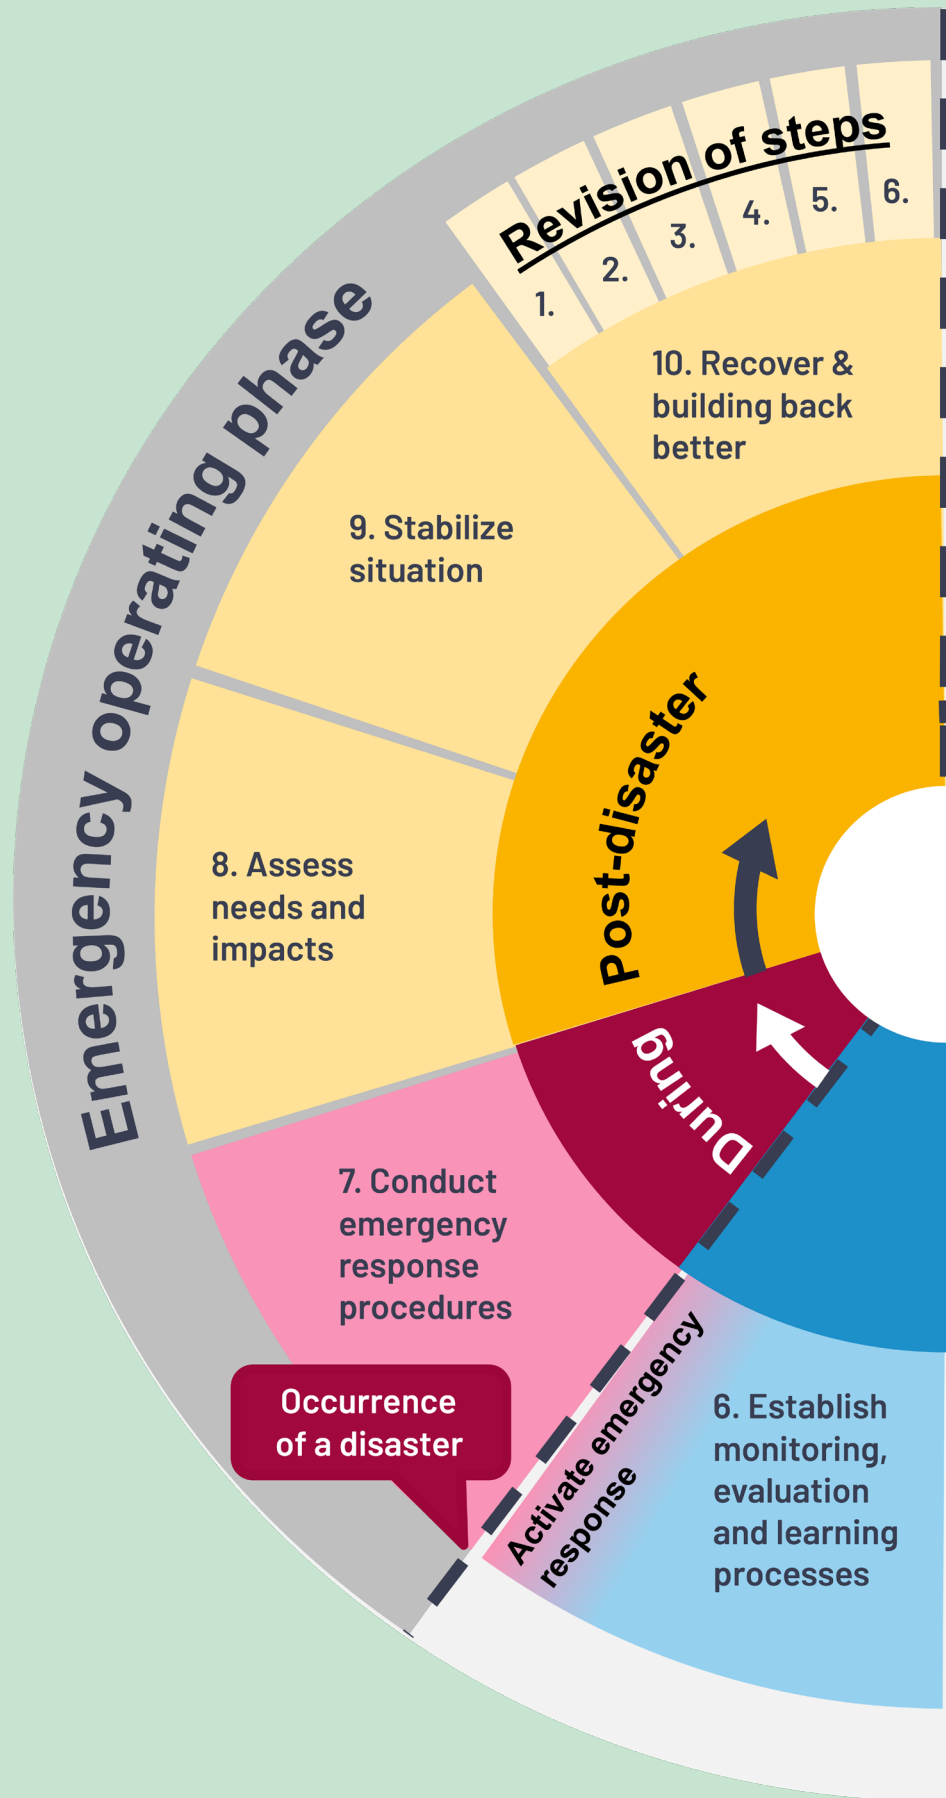 Revision of steps
1.
2.
3.
4.
5.
6.
Emergency operating phase
10. Recover &
building back
better
9. Stabilize
situation
Post-disaster
8. Assess
needs and
impacts
During
7. Conduct
emergency
response
procedures
Occurrence
of a disaster
Activate emergency
response
6. Establish
monitoring,
evaluation
and learning
processes